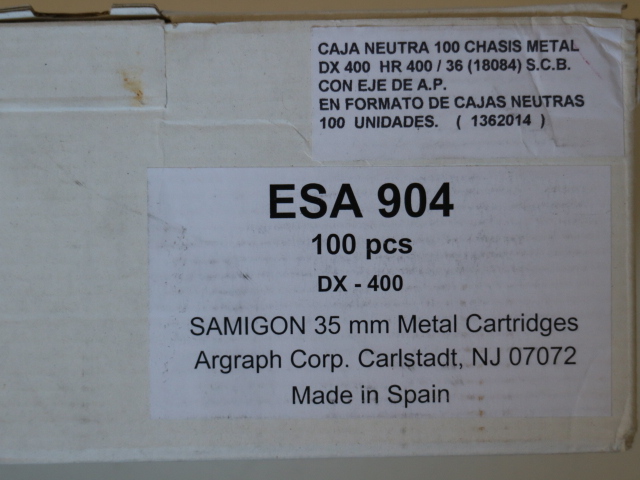 CAJA NEUTRA 100 CHASIS METAL
DX 400 HR 400 / 36 (18084) S.C.B.
CON EJE DE A.P.
EN FORMATO DE CAJAS NEUTRAS
100 UNIDADES. ( 1362014 )
ESA 904
100 pcs
DX - 400
SAMIGON 35 mm Metal Cartridges
Argraph Corp. Carlstadt, NJ 07072
Made in Spain